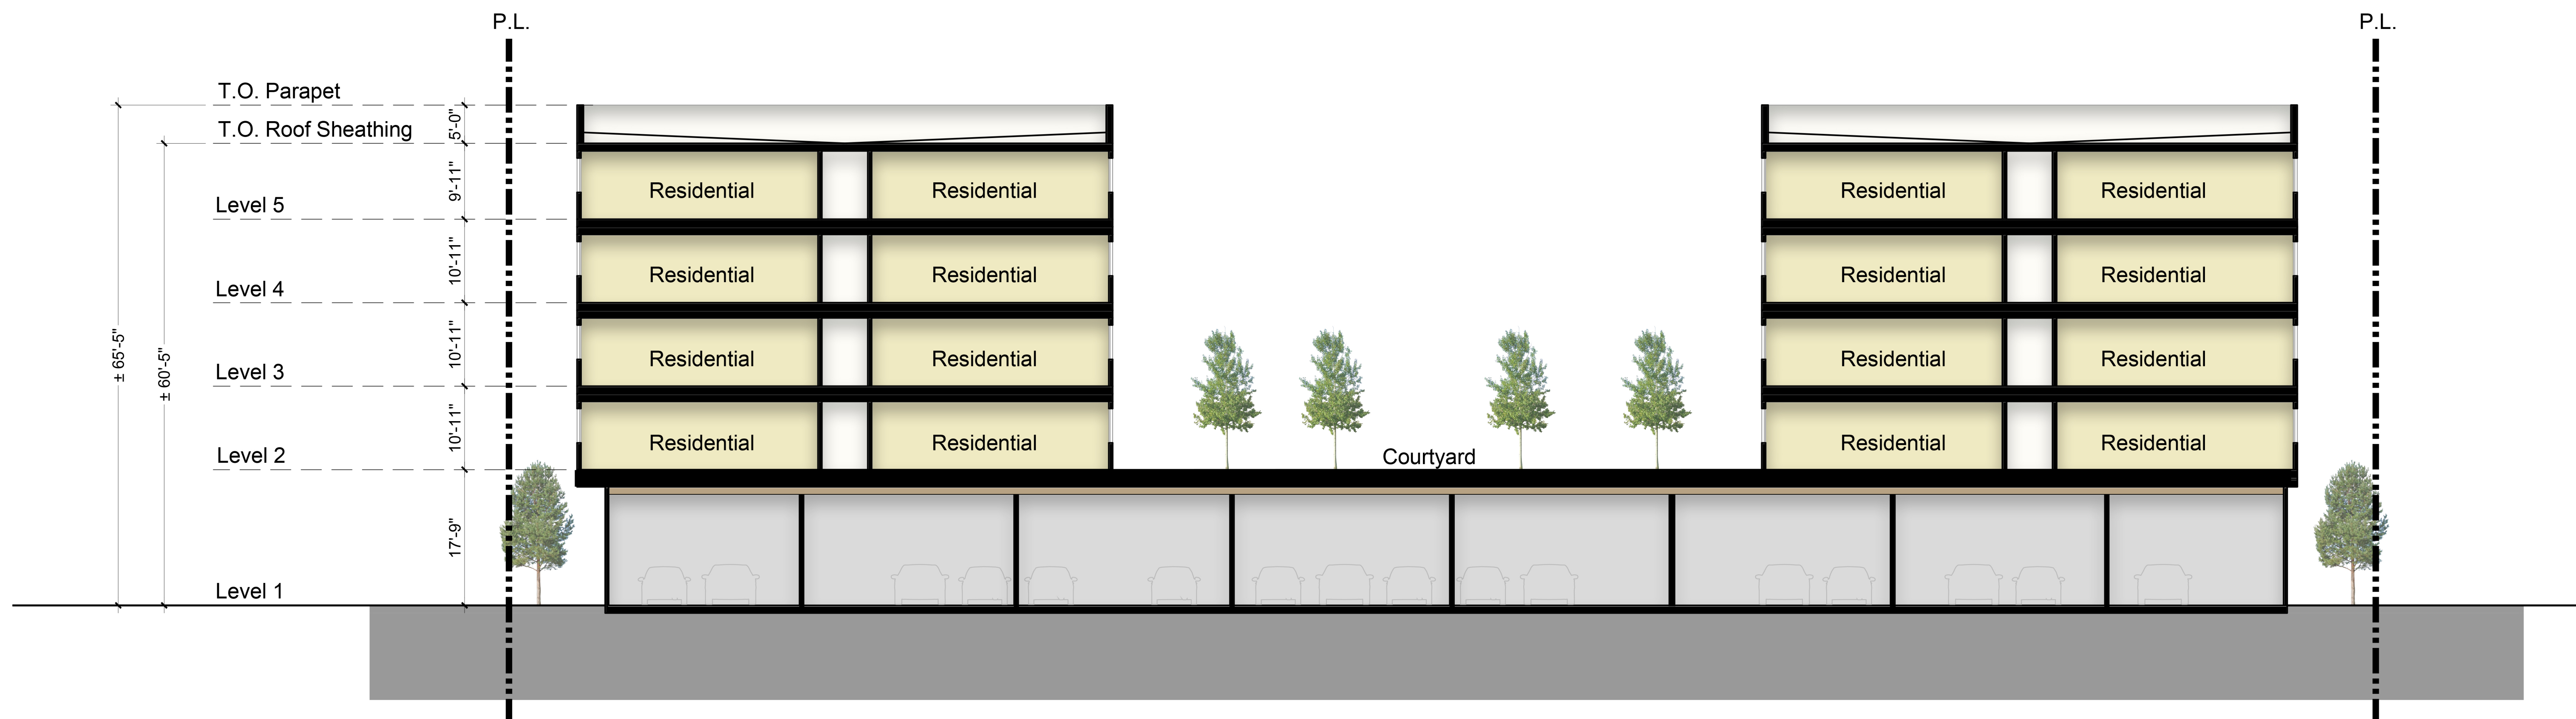 P.L.
P.L.
T.O. Parapet
T.O. Roof Sheathing
5'-0"
9'-11"
Residential
Residential
Residential
Residential
Level 5
10'-11"
Residential
Residential
Residential
Residential
Level 4
± 65'-5"
± 60'-5"
10'-11"
Residential
Residential
Residential
Residential
Level 3
10'-11"
Residential
Residential
Residential
Residential
Level 2
Courtyard
17'-9"
Level 1